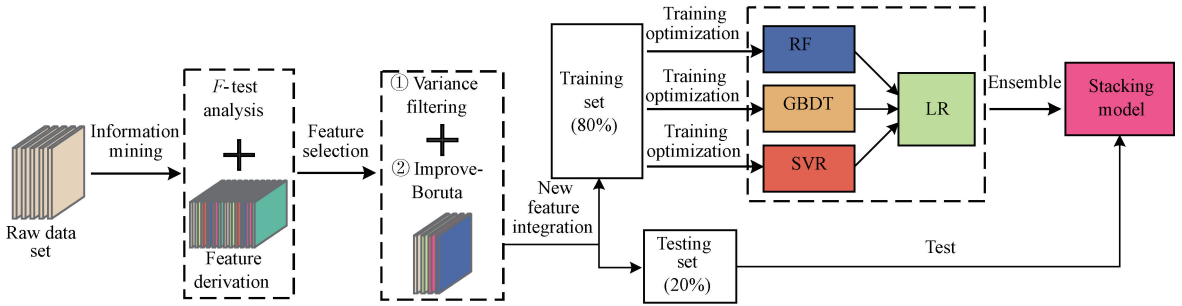 Raw data
set
Information
mining
F-test
analysis
Feature
derivation
Feature
selection
① Variance
filtering
② Improve-
Boruta
New
feature
integration
Training
set
(80%)
Training
optimization
Training
optimization
Training
optimization
RF
GBDT
SVR
LR
Ensemble
Stacking
model
Testing
set
(20%)
Test